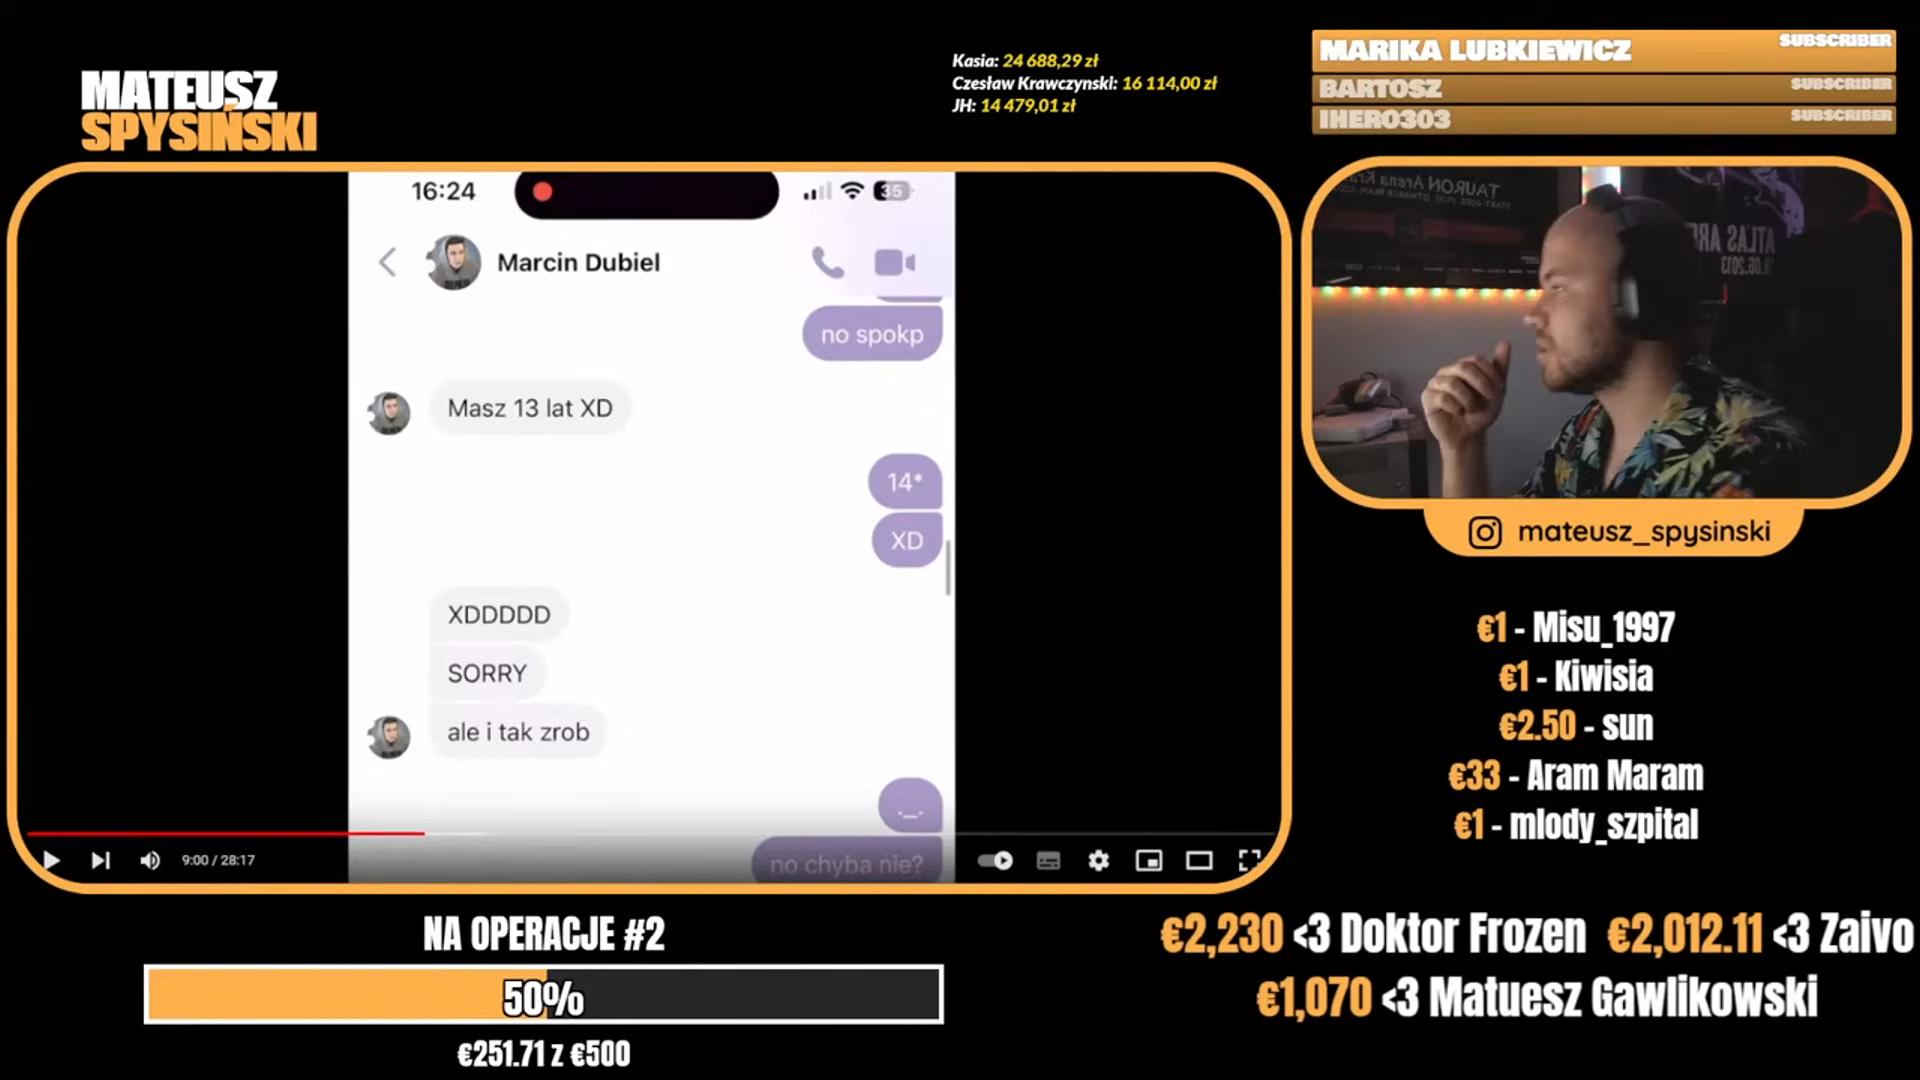 MATEUSZ
SPYSIŃSKI
Kasia: 24 688,29 zł
Czesław Krawczynski: 16 114,00 zł
JH: 14 479,01 zł
MARIKA LUBKIEWICZ SUBSCRIBER
BARTOSZ SUBSCRIBER
IHERO303 SUBSCRIBER
16:24 35
Marcin Dubiel
no spokp
Masz 13 lat XD
14*
XD
XDDDDD
SORRY
ale i tak zrob
._.
no chyba nie?
9:00 / 28:17
TAURON Arena
ATLAS
mateusz_spysinski
€1 - Misu_1997
€1 - Kiwisia
€2.50 - sun
€33 - Aram Maram
€1 - mlody_szpital
NA OPERACJE #2
50%
€251.71 z €500
€2,230 <3 Doktor Frozen €2,012.11 <3 Zaivo
€1,070 <3 Matuesz Gawlikowski